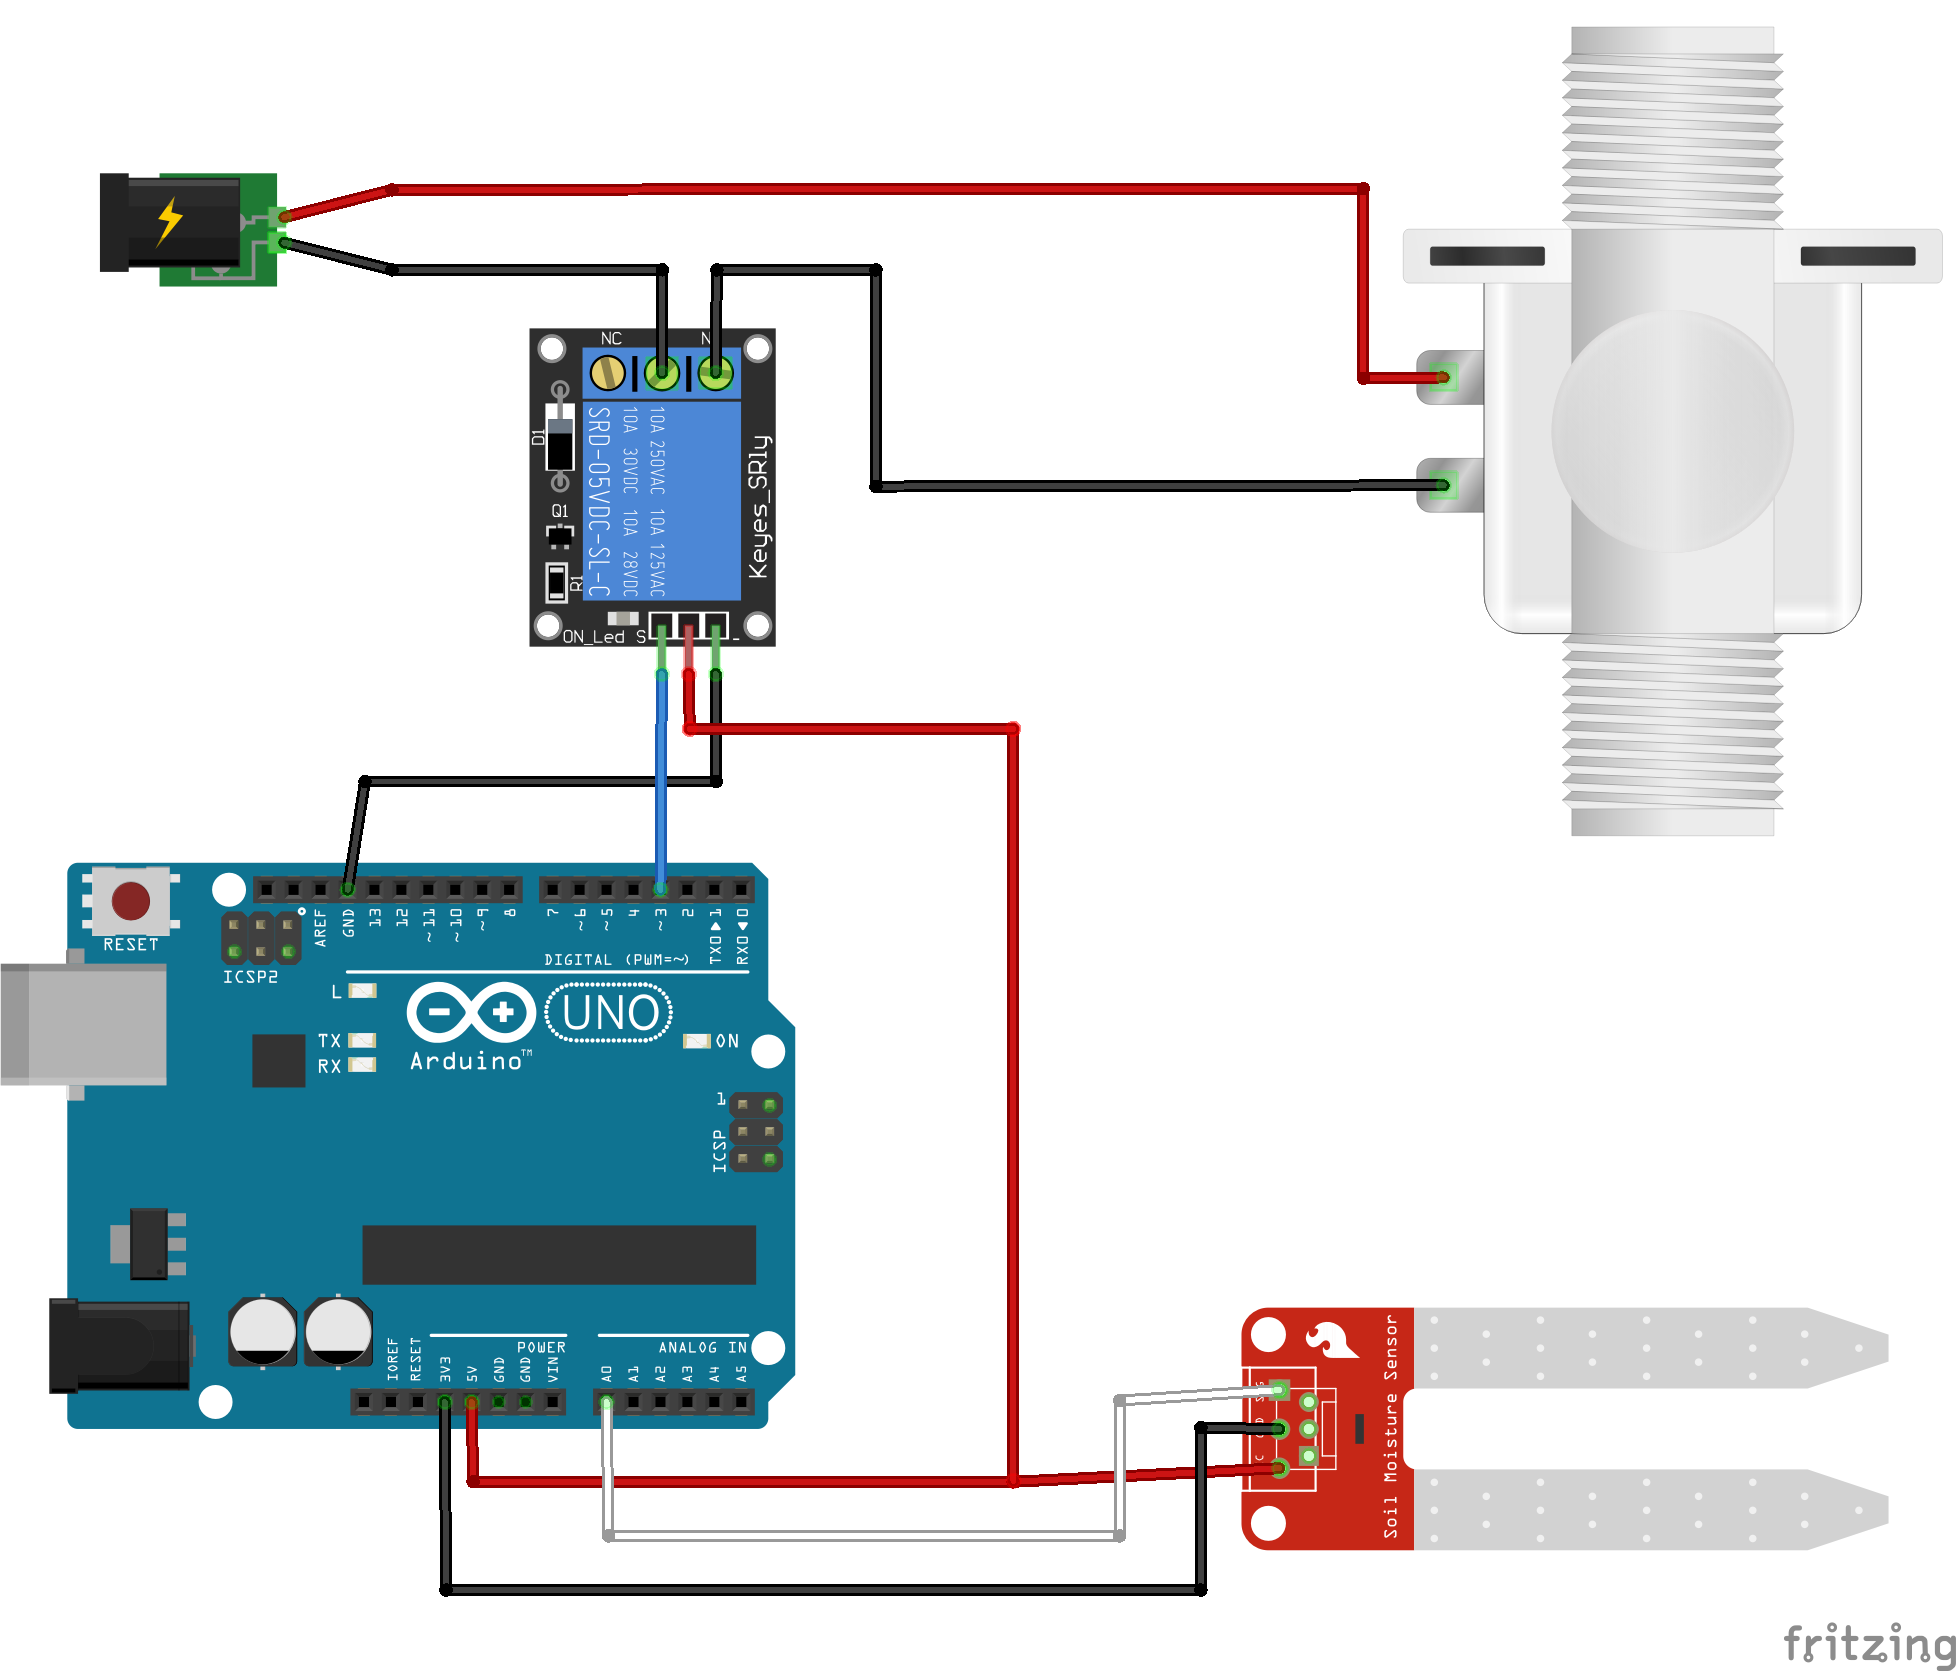 NC
D1
Q1
R1
SRD-05VDC-SL-C
10A 30VDC 10A 28VDC
10A 250VAC 10A 125VAC
Keyes_SRly
ON_Led S -
RESET
ICSP2
AREF
GND
13
12
~11
~10
~9
8
7
~6
~5
4
~3
2
TX0▶1
RX0◀0
DIGITAL (PWM=~)
L
TX
RX
Arduino™
UNO
ON
1
ICSP
IOREF
RESET
3V3
5V
GND
GND
VIN
POWER
A0
A1
A2
A3
A4
A5
ANALOG IN
Soil Moisture Sensor
fritzing